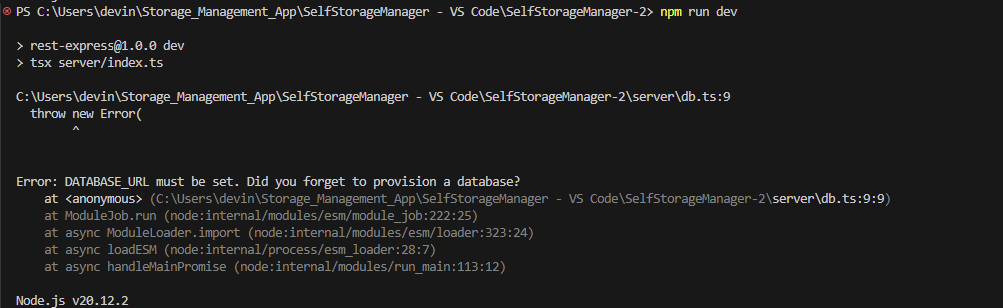 PS C:\Users\devin\Storage_Management_App\SelfStorageManager - VS Code\SelfStorageManager-2> npm run dev
> rest-express@1.0.0 dev
> tsx server/index.ts
C:\Users\devin\Storage_Management_App\SelfStorageManager - VS Code\SelfStorageManager-2\server\db.ts:9
throw new Error(
^
Error: DATABASE_URL must be set. Did you forget to provision a database?
at <anonymous> (C:\Users\devin\Storage_Management_App\SelfStorageManager - VS Code\SelfStorageManager-2\server\db.ts:9:9)
at ModuleJob.run (node:internal/modules/esm/module_job:222:25)
at async ModuleLoader.import (node:internal/modules/esm/loader:323:24)
at async loadESM (node:internal/process/esm_loader:28:7)
at async handleMainPromise (node:internal/modules/run_main:113:12)
Node.js v20.12.2